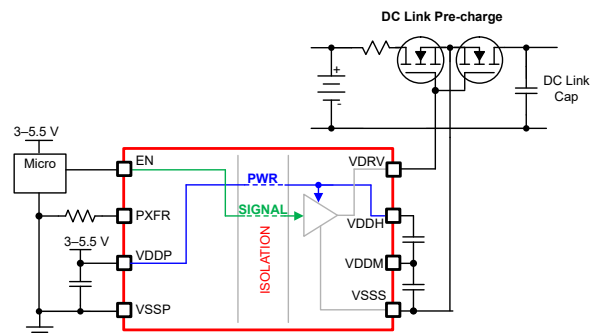 DC Link Pre-charge
+
-
DC Link
Cap
3–5.5 V
Micro
EN
VDRV
PWR
PXFR
SIGNAL
VDDH
3–5.5 V
ISOLATION
VDDP
VDDM
VSSP
VSSS